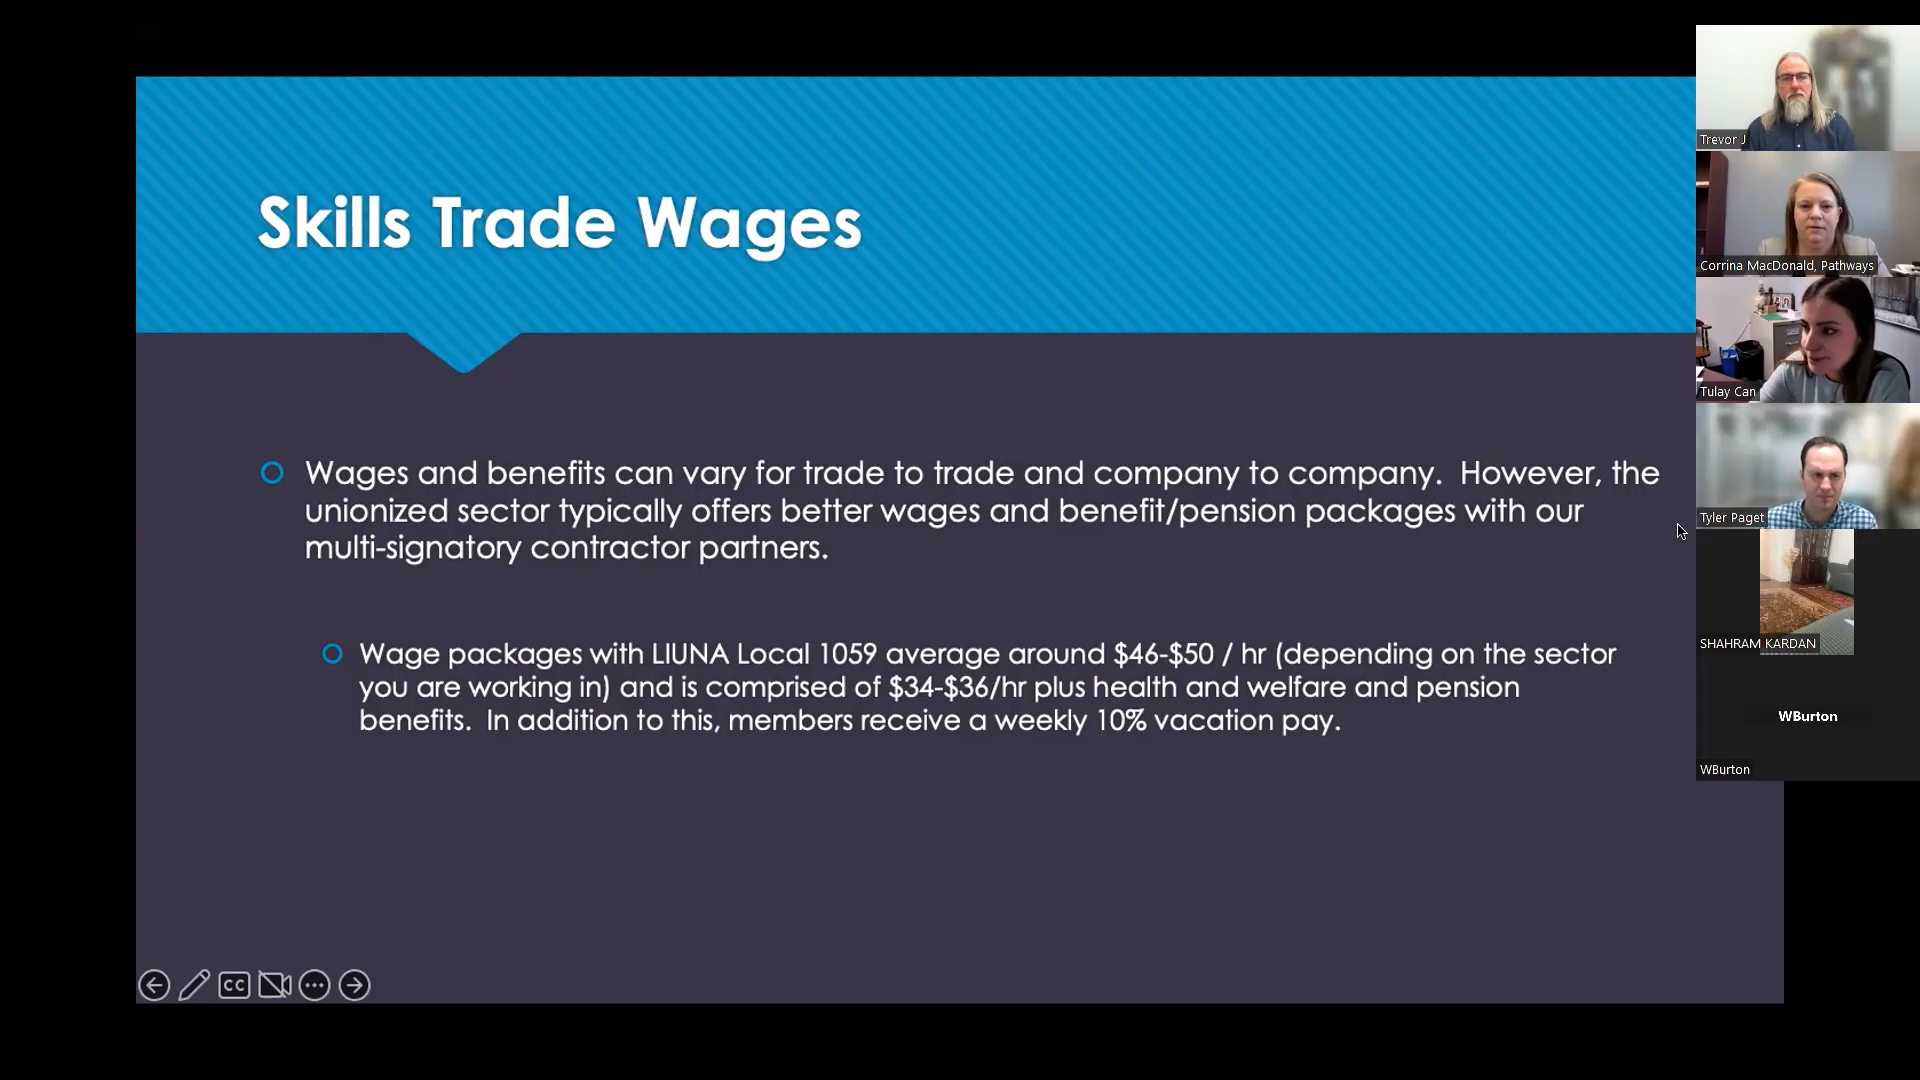 Skills Trade Wages
Wages and benefits can vary for trade to trade and company to company.  However, the
unionized sector typically offers better wages and benefit/pension packages with our
multi-signatory contractor partners.
Wage packages with LIUNA Local 1059 average around $46-$50 / hr (depending on the sector
you are working in) and is comprised of $34-$36/hr plus health and welfare and pension
benefits.  In addition to this, members receive a weekly 10% vacation pay.
CC
Trevor J
Corrina MacDonald, Pathways
Tulay Can
Tyler Paget
SHAHRAM KARDAN
WBurton
WBurton